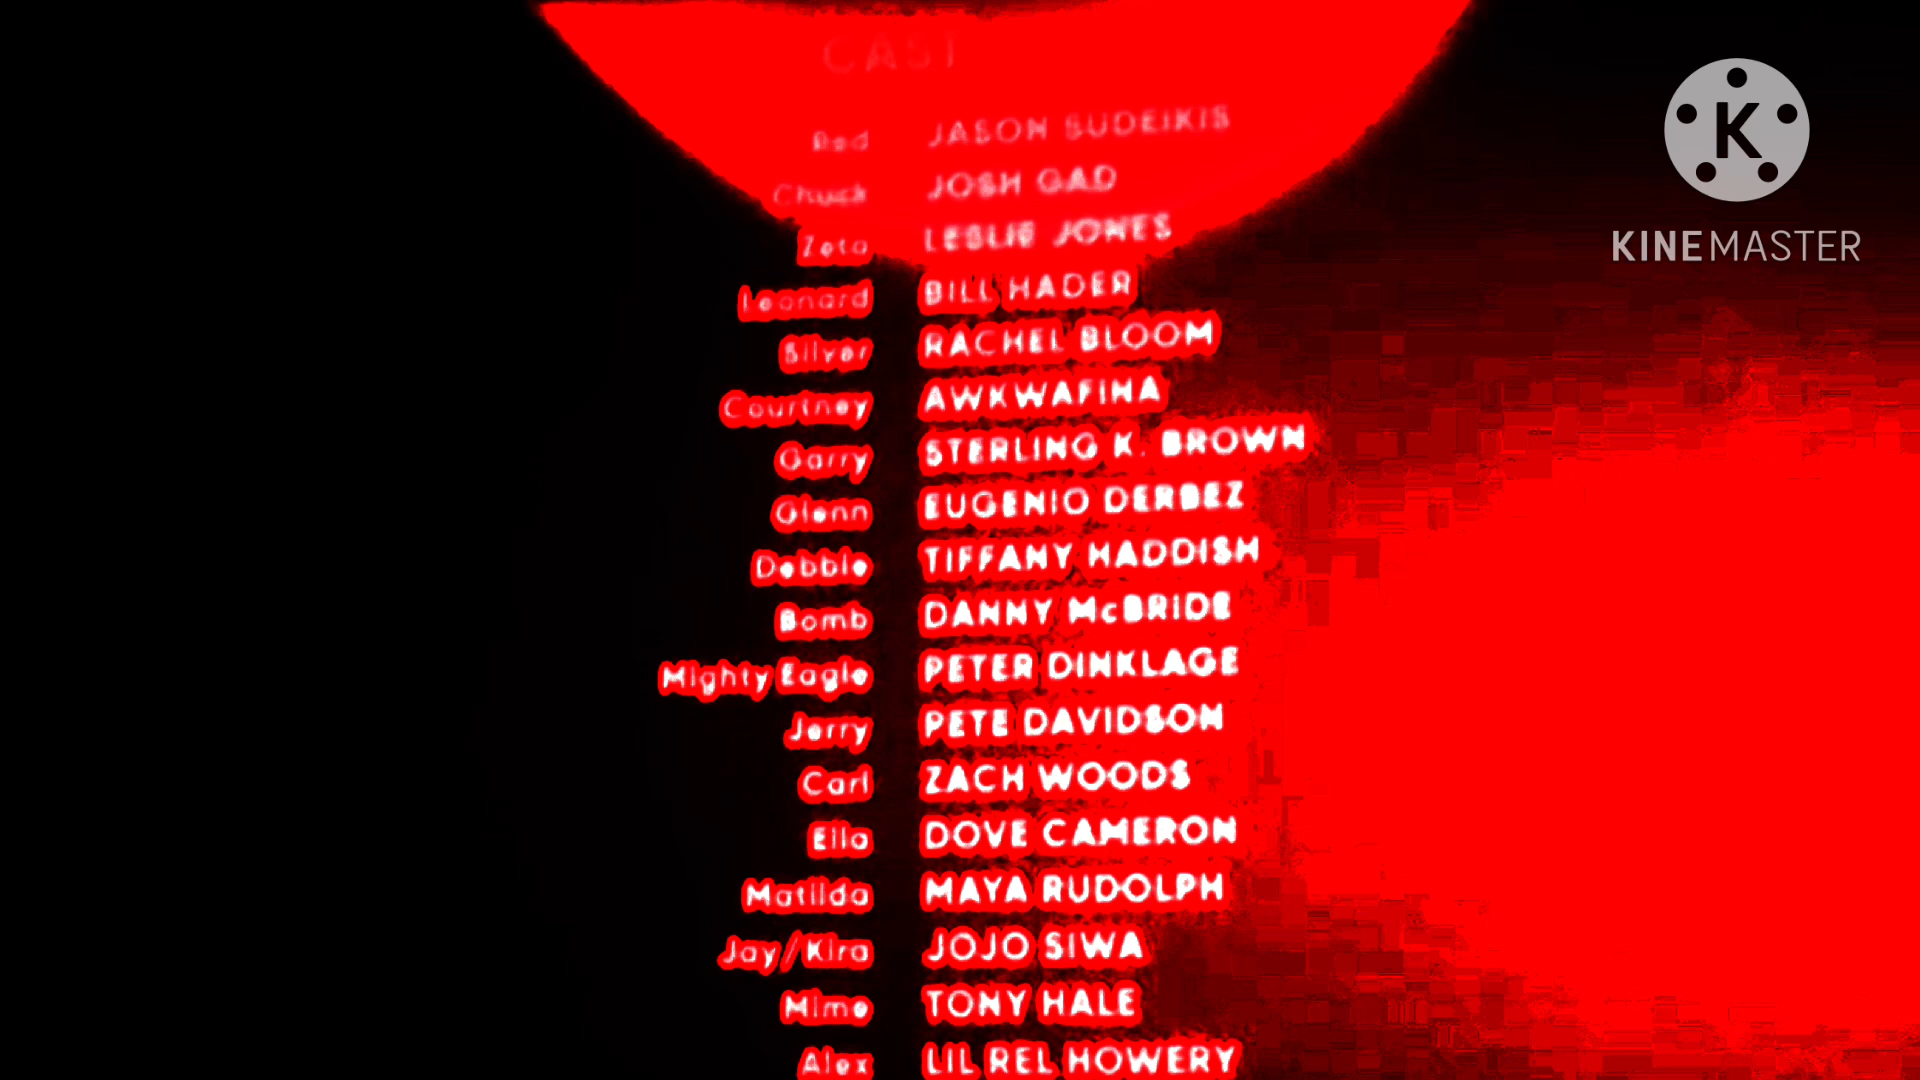 CAST
Red JASON SUDEIKIS
Chuck JOSH GAD
Zeta LESLIE JONES
Leonard BILL HADER
Silver RACHEL BLOOM
Courtney AWKWAFINA
Garry STERLING K. BROWN
Glenn EUGENIO DERBEZ
Debbie TIFFANY HADDISH
Bomb DANNY McBRIDE
Mighty Eagle PETER DINKLAGE
Jerry PETE DAVIDSON
Carl ZACH WOODS
Ella DOVE CAMERON
Matilda MAYA RUDOLPH
Jay/Kira JOJO SIWA
Mime TONY HALE
Alex LIL REL HOWERY
K
KINEMASTER